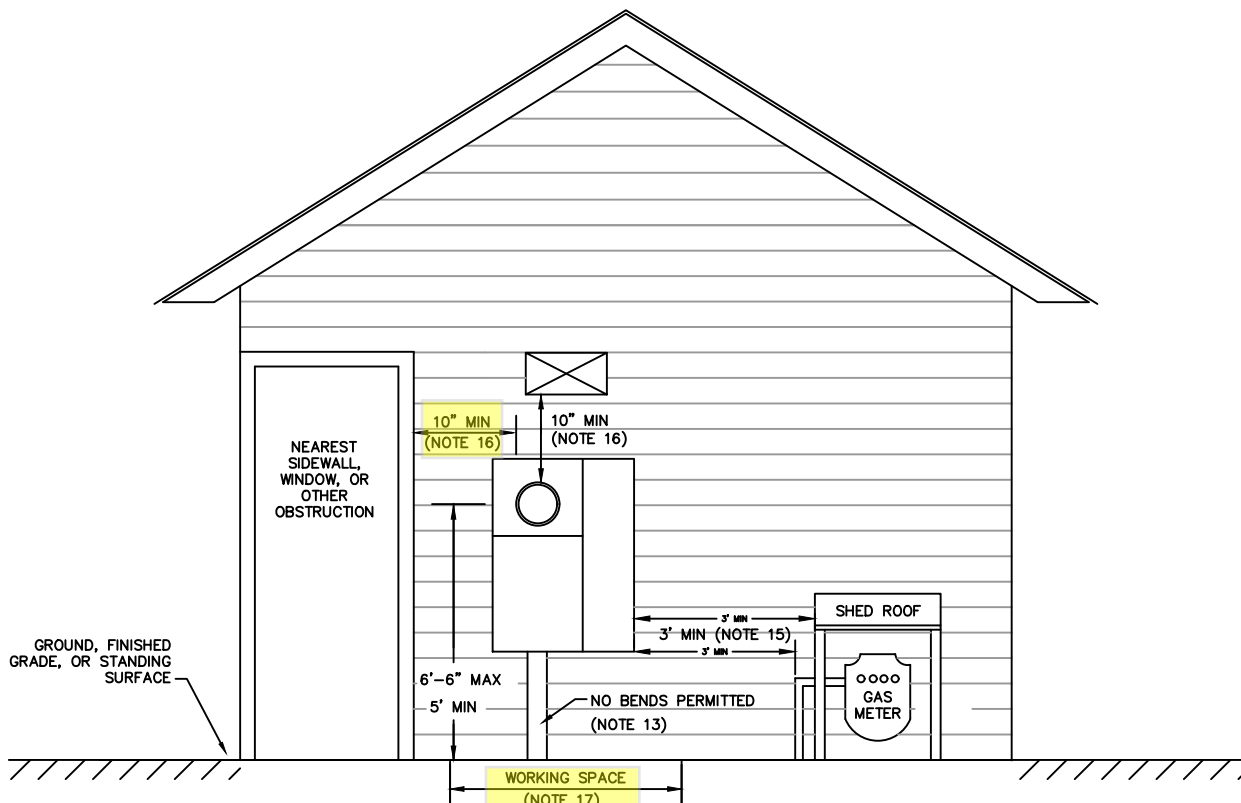 10” MIN
(NOTE 16)
10” MIN
(NOTE 16)
NEAREST
SIDEWALL,
WINDOW, OR
OTHER
OBSTRUCTION
SHED ROOF
3’ MIN
3’ MIN (NOTE 15)
3’ MIN
GROUND, FINISHED
GRADE, OR STANDING
SURFACE
6’-6” MAX
5’ MIN
NO BENDS PERMITTED
(NOTE 13)
GAS
METER
WORKING SPACE
(NOTE 17)